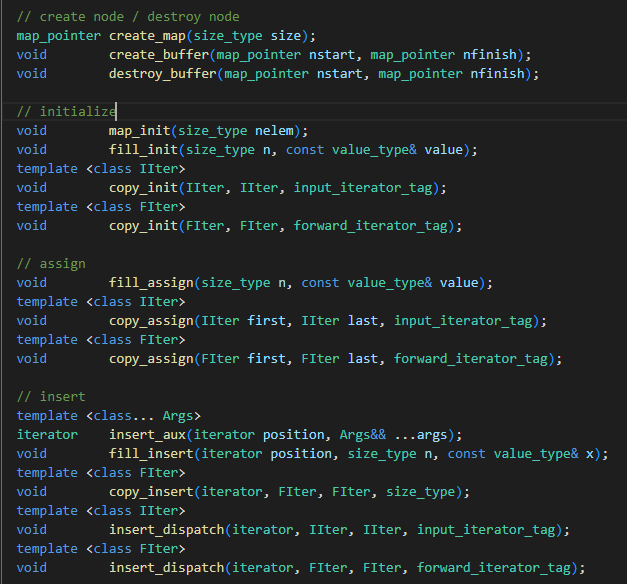 // create node / destroy node
map_pointer create_map(size_type size);
void        create_buffer(map_pointer nstart, map_pointer nfinish);
void        destroy_buffer(map_pointer nstart, map_pointer nfinish);

// initialize
void        map_init(size_type nelem);
void        fill_init(size_type n, const value_type& value);
template <class IIter>
void        copy_init(IIter, IIter, input_iterator_tag);
template <class FIter>
void        copy_init(FIter, FIter, forward_iterator_tag);

// assign
void        fill_assign(size_type n, const value_type& value);
template <class IIter>
void        copy_assign(IIter first, IIter last, input_iterator_tag);
template <class FIter>
void        copy_assign(FIter first, FIter last, forward_iterator_tag);

// insert
template <class... Args>
iterator    insert_aux(iterator position, Args&& ...args);
void        fill_insert(iterator position, size_type n, const value_type& x);
template <class FIter>
void        copy_insert(iterator, FIter, FIter, size_type);
template <class IIter>
void        insert_dispatch(iterator, IIter, IIter, input_iterator_tag);
template <class FIter>
void        insert_dispatch(iterator, FIter, FIter, forward_iterator_tag);